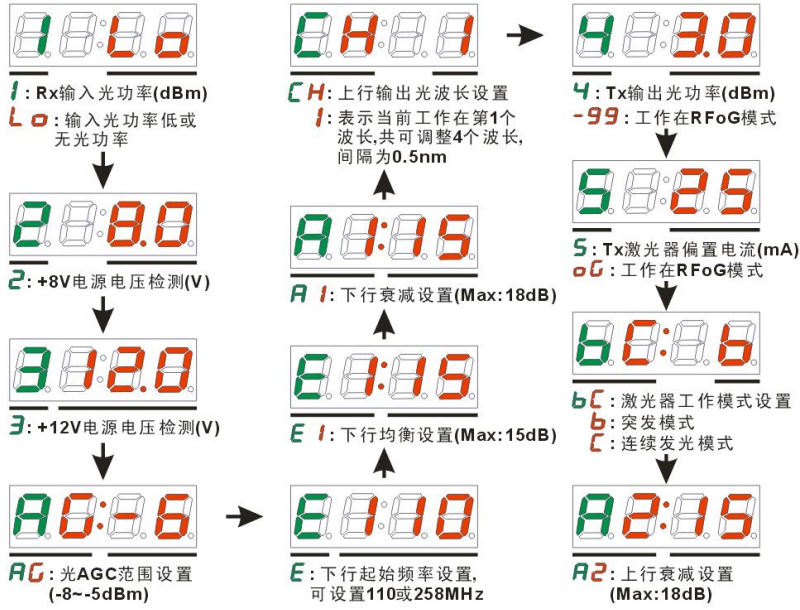 1 Lo
1:Rx输入光功率(dBm)
Lo:输入光功率低或
无光功率
2 8.0
2:+8V电源电压检测(V)
3 12.0
3:+12V电源电压检测(V)
AG:-6
AG:光AGC范围设置
(-8~-5dBm)
E 110
E:下行起始频率设置,
可设置110或258MHz
E1:15
E1:下行均衡设置(Max:15dB)
A1:15
A1:下行衰减设置(Max:18dB)
CH 1
CH:上行输出光波长设置
1:表示当前工作在第1个
波长,共可调整4个波长,
间隔为0.5nm
4 3.0
4:Tx输出光功率(dBm)
-99:工作在RFoG模式
5 25
5:Tx激光器偏置电流(mA)
oG:工作在RFoG模式
bC: b
bC:激光器工作模式设置
b:突发模式
C:连续发光模式
A2:15
A2:上行衰减设置
(Max:18dB)